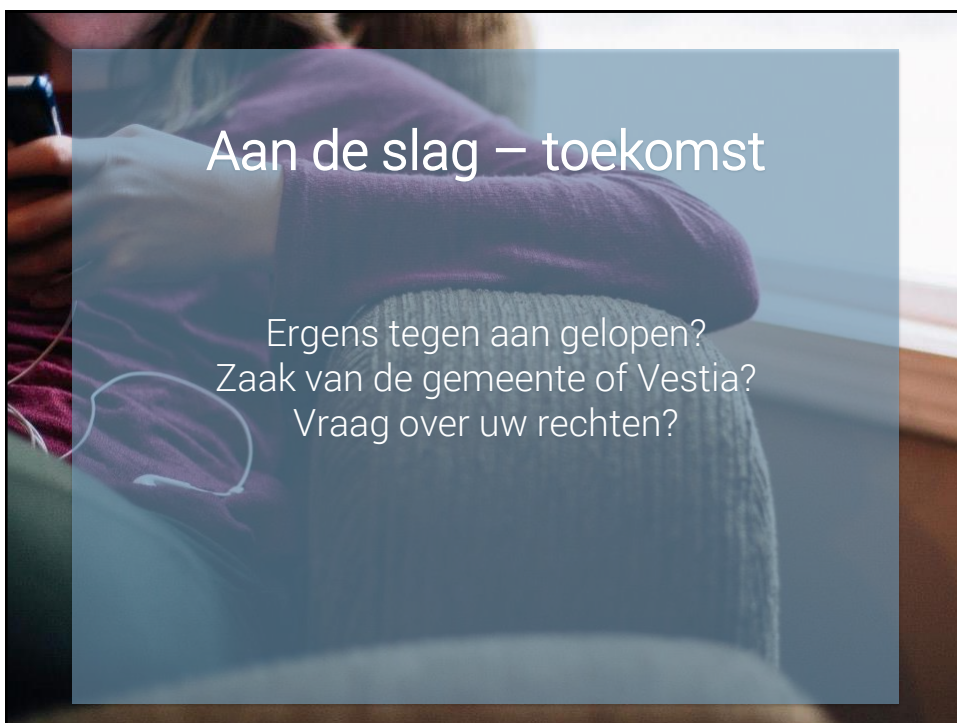 Aan de slag – toekomst
Ergens tegen aan gelopen?
Zaak van de gemeente of Vestia?
Vraag over uw rechten?